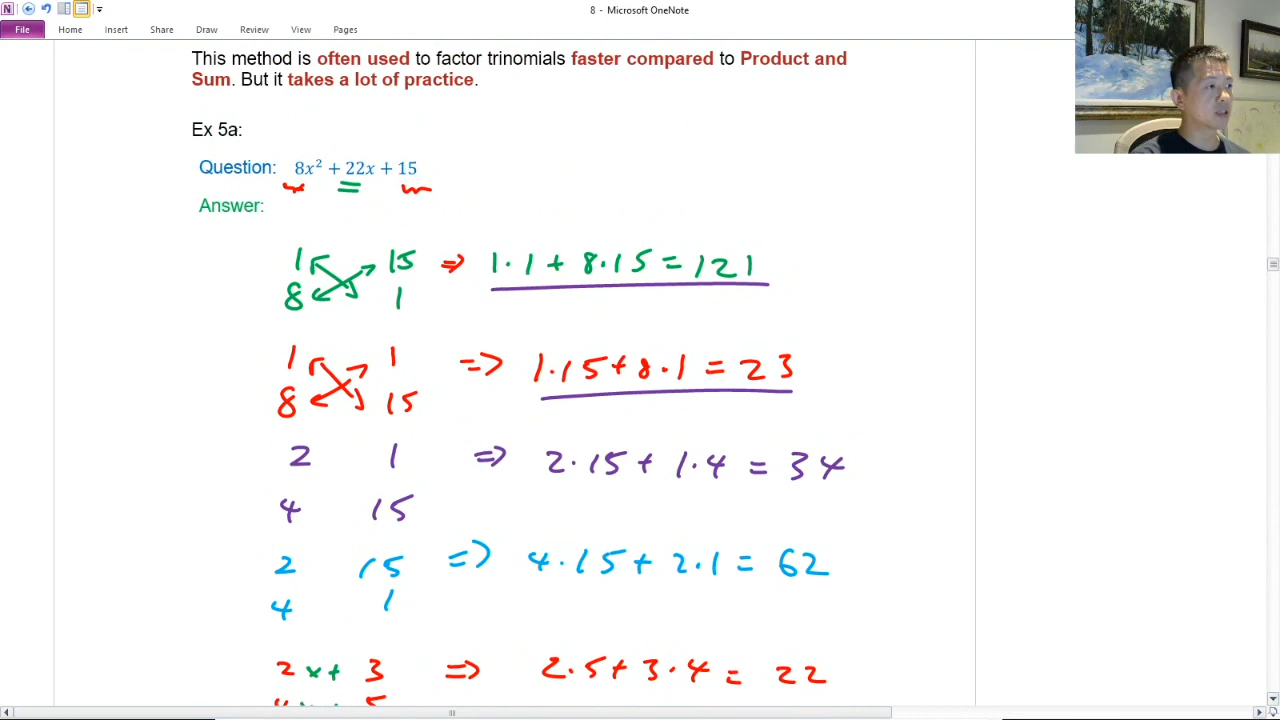 8 - Microsoft OneNote
File Home Insert Share Draw Review View Pages
This method is often used to factor trinomials faster compared to Product and
Sum. But it takes a lot of practice.
Ex 5a:
Question: 8x² + 22x + 15
Answer:
1 15 ⇒ 1·1 + 8·15 = 121
8 1
1 1 => 1·15 + 8·1 = 23
8 15
2 1 => 2·15 + 1·4 = 34
4 15
2 15 => 4·15 + 2·1 = 62
4 1
2x+ 3 => 2·5 + 3·4 = 22